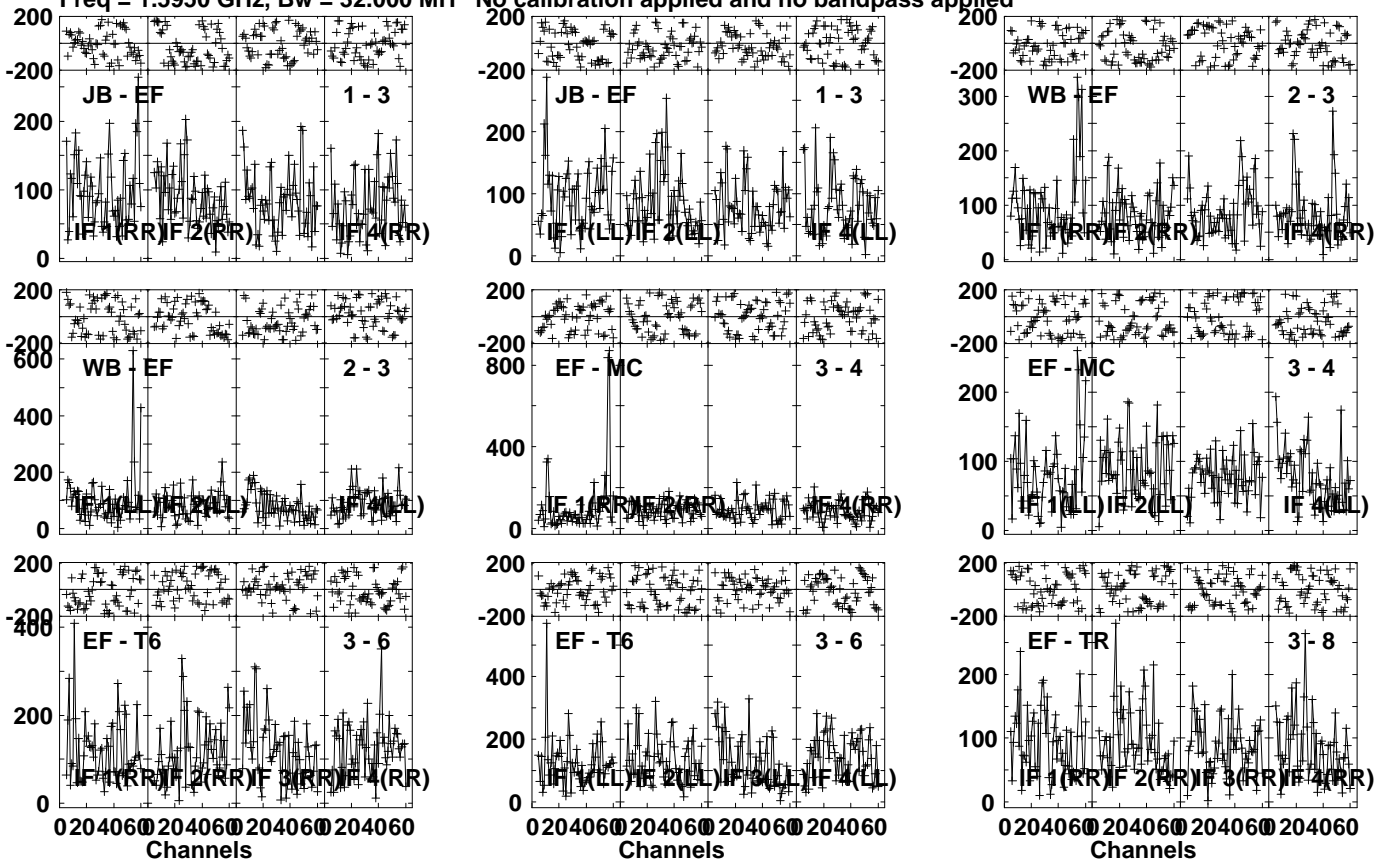 Freq = 1.5950 GHz, Bw = 32.000 MH No calibration applied and no bandpass applied
200
-200
JB - EF
1 - 3
200
100
0
IF 1(RR)
IF 2(RR)
IF 4(RR)
200
-200
JB - EF
1 - 3
200
100
0
IF 1(LL)
IF 2(LL)
IF 4(LL)
200
-200
WB - EF
2 - 3
300
200
100
0
IF 1(RR)
IF 2(RR)
IF 4(RR)
200
-200
WB - EF
2 - 3
600
400
200
0
IF 1(LL)
IF 2(LL)
IF 4(LL)
200
-200
EF - MC
3 - 4
800
400
0
IF 1(RR)
IF 2(RR)
IF 4(RR)
200
-200
EF - MC
3 - 4
200
100
0
IF 1(LL)
IF 2(LL)
IF 4(LL)
200
-200
EF - T6
3 - 6
400
200
0
IF 1(RR)
IF 2(RR)
IF 3(RR)
IF 4(RR)
0 20 40 60 0 20 40 60 0 20 40 60 0 20 40 60
Channels
200
-200
EF - T6
3 - 6
400
200
0
IF 1(LL)
IF 2(LL)
IF 3(LL)
IF 4(LL)
0 20 40 60 0 20 40 60 0 20 40 60 0 20 40 60
Channels
200
-200
EF - TR
3 - 8
200
100
0
IF 1(RR)
IF 2(RR)
IF 3(RR)
IF 4(RR)
0 20 40 60 0 20 40 60 0 20 40 60 0 20 40 60
Channels